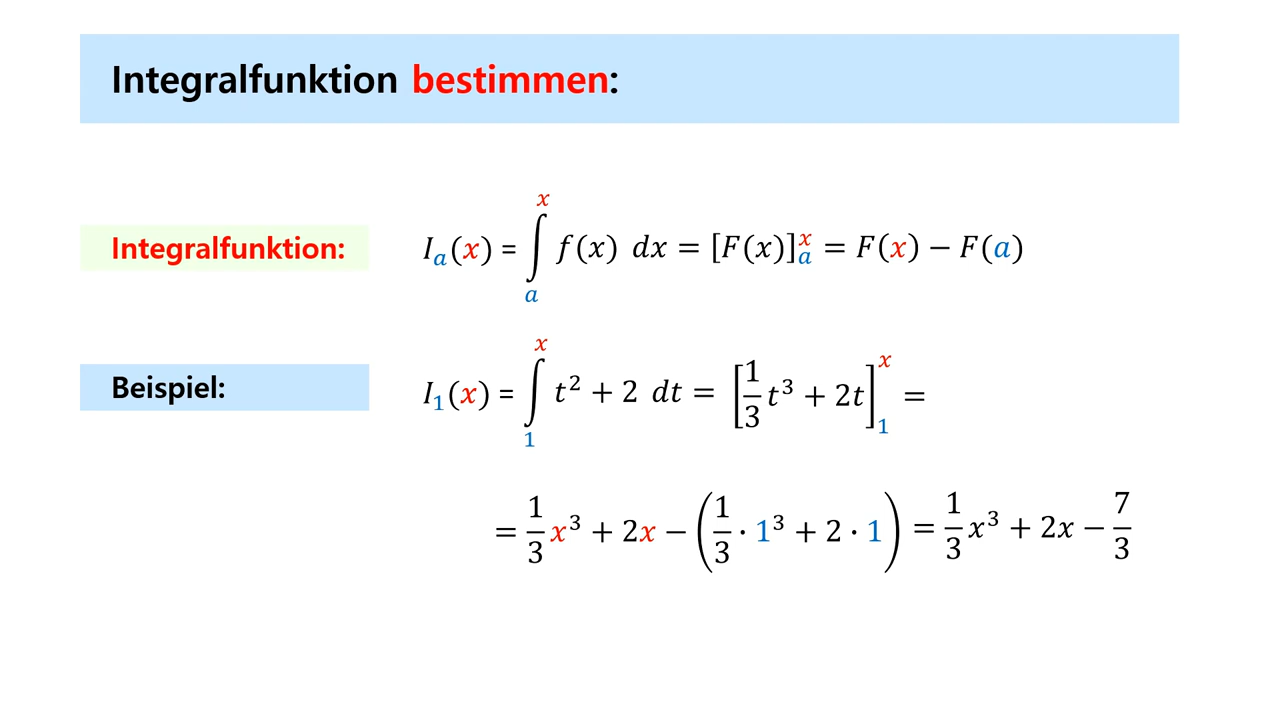 Integralfunktion bestimmen:
Integralfunktion: I_a(x) = ∫_a^x f(x) dx = [F(x)]_a^x = F(x) − F(a)
Beispiel: I_1(x) = ∫_1^x t² + 2 dt = [1/3 t³ + 2t]_1^x =
= 1/3 x³ + 2x − (1/3 · 1³ + 2 · 1) = 1/3 x³ + 2x − 7/3